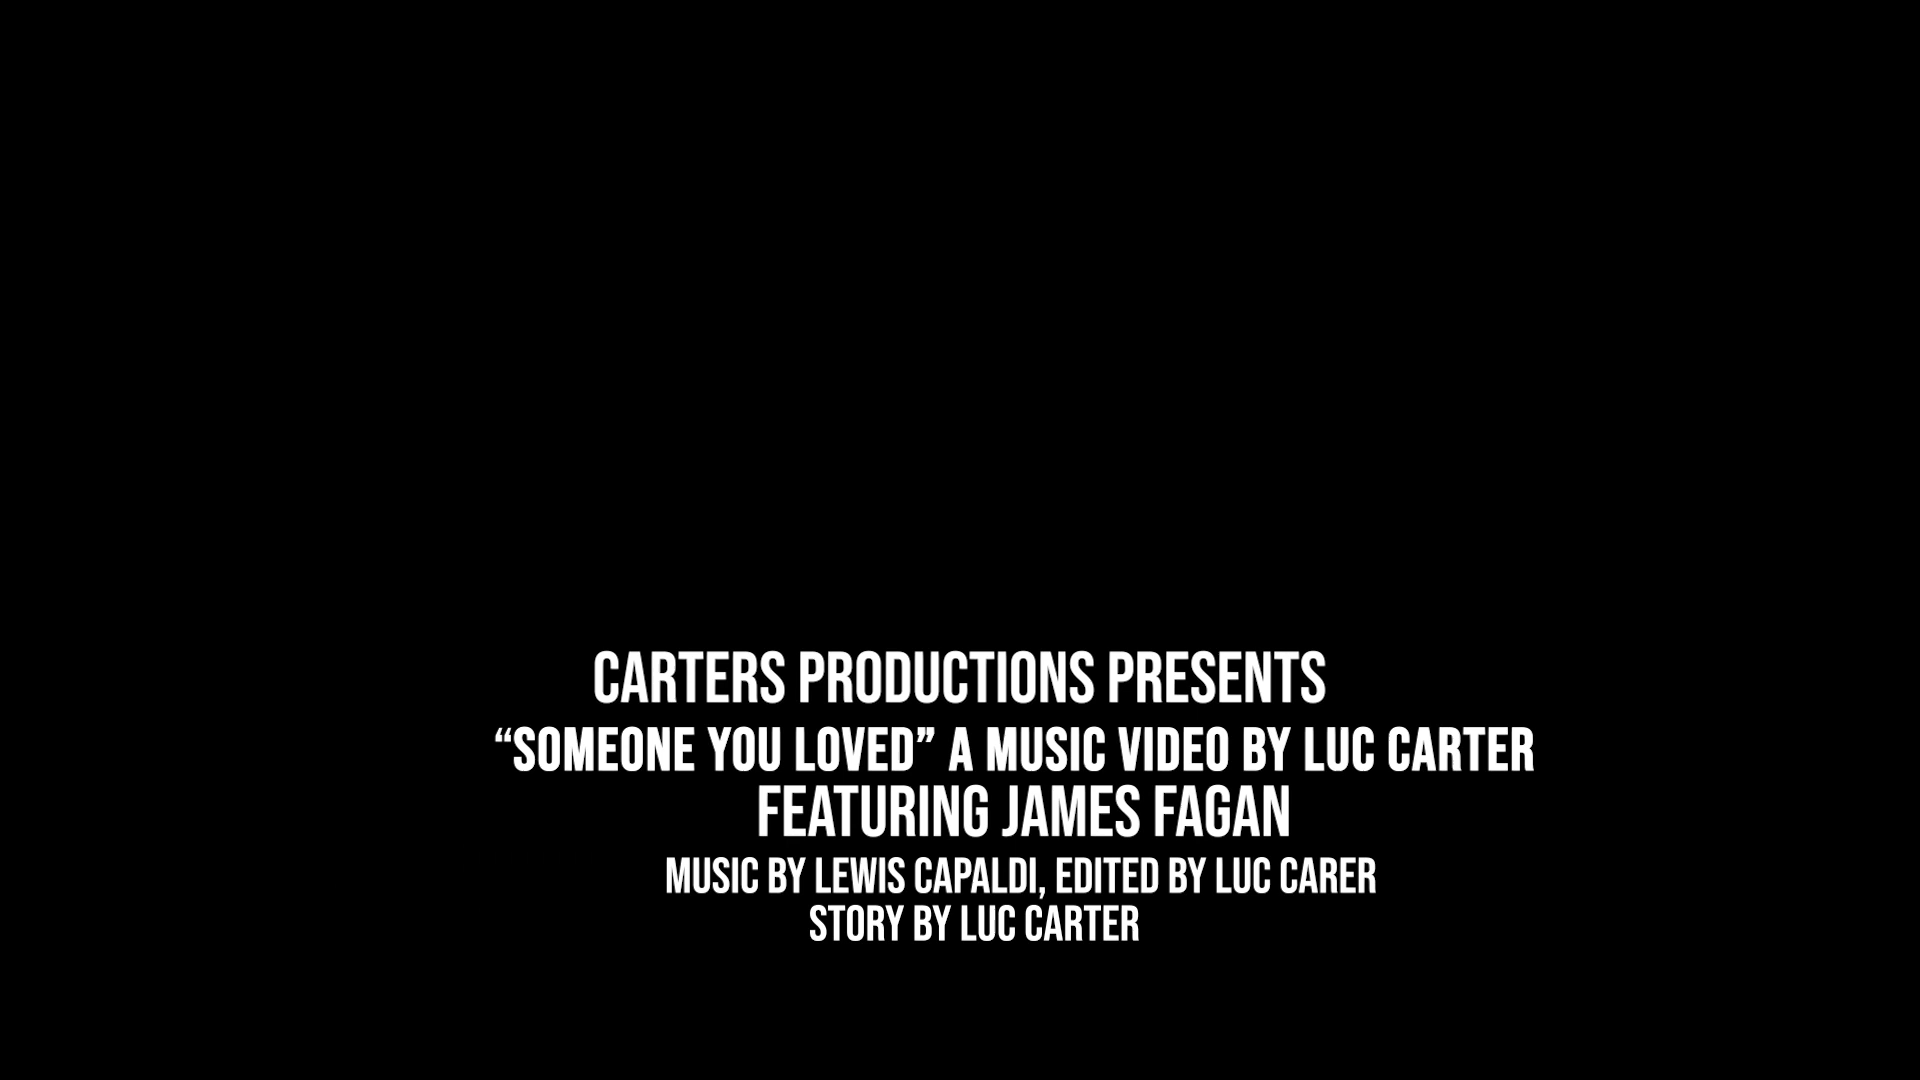 CARTERS PRODUCTIONS PRESENTS
“SOMEONE YOU LOVED” A MUSIC VIDEO BY LUC CARTER
FEATURING JAMES FAGAN
MUSIC BY LEWIS CAPALDI, EDITED BY LUC CARER
STORY BY LUC CARTER